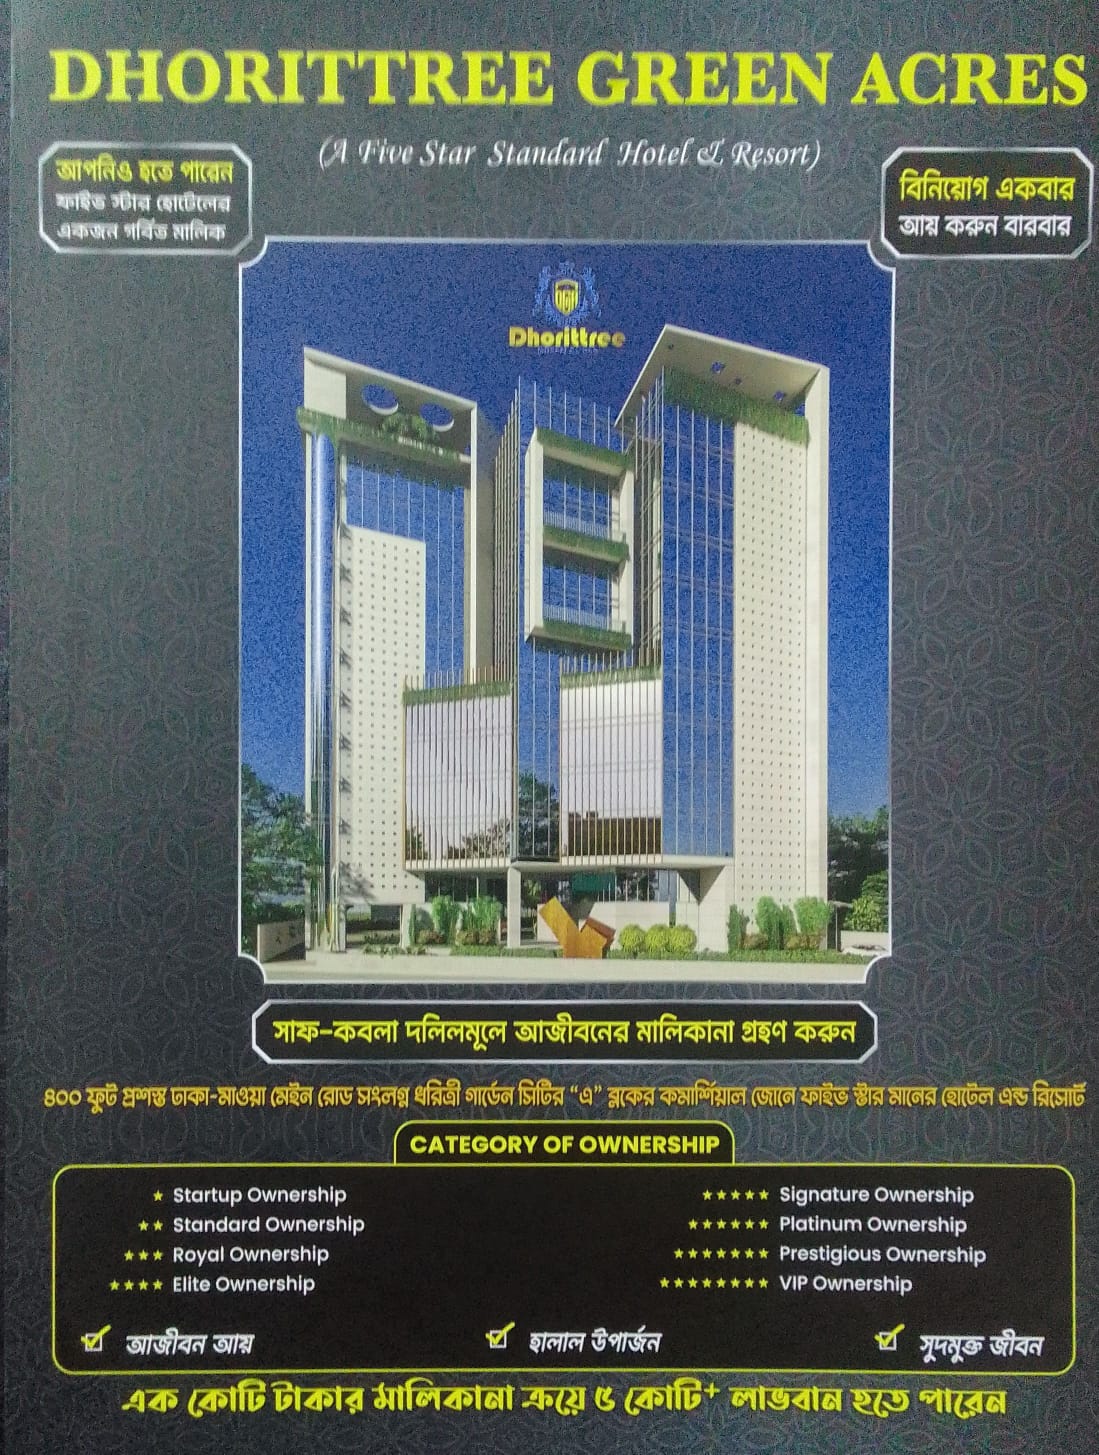 DHORITTREE GREEN ACRES
(A Five Star Standard Hotel & Resort)
আপনিও হতে পারেন
ফাইভ স্টার হোটেলের
একজন গর্বিত মালিক
বিনিয়োগ একবার
আয় করুন বারবার
Dhorittree
সাফ-কবলা দলিলমূলে আজীবনের মালিকানা গ্রহণ করুন
৪০০ ফুট প্রশস্ত ঢাকা-মাওয়া মেইন রোড সংলগ্ন ধরিত্রী গার্ডেন সিটির “এ” ব্লকের কমার্শিয়াল জোনে ফাইভ স্টার মানের হোটেল এন্ড রিসোর্ট
CATEGORY OF OWNERSHIP
★ Startup Ownership
★★ Standard Ownership
★★★ Royal Ownership
★★★★ Elite Ownership
★★★★★ Signature Ownership
★★★★★★ Platinum Ownership
★★★★★★★ Prestigious Ownership
★★★★★★★★ VIP Ownership
আজীবন আয়
হালাল উপার্জন
সুদমুক্ত জীবন
এক কোটি টাকার মালিকানা ক্রয়ে ৫ কোটি+ লাভবান হতে পারেন